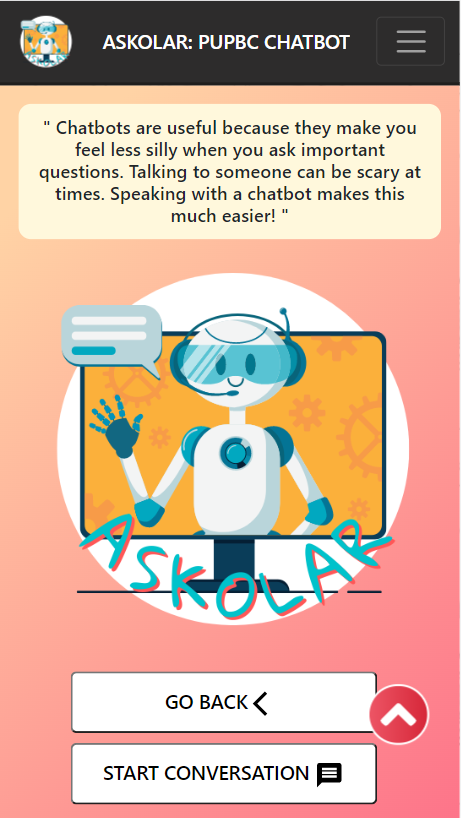 ASKOLAR: PUPBC CHATBOT
" Chatbots are useful because they make you
feel less silly when you ask important
questions. Talking to someone can be scary at
times. Speaking with a chatbot makes this
much easier! "
ASKOLAR
GO BACK
START CONVERSATION